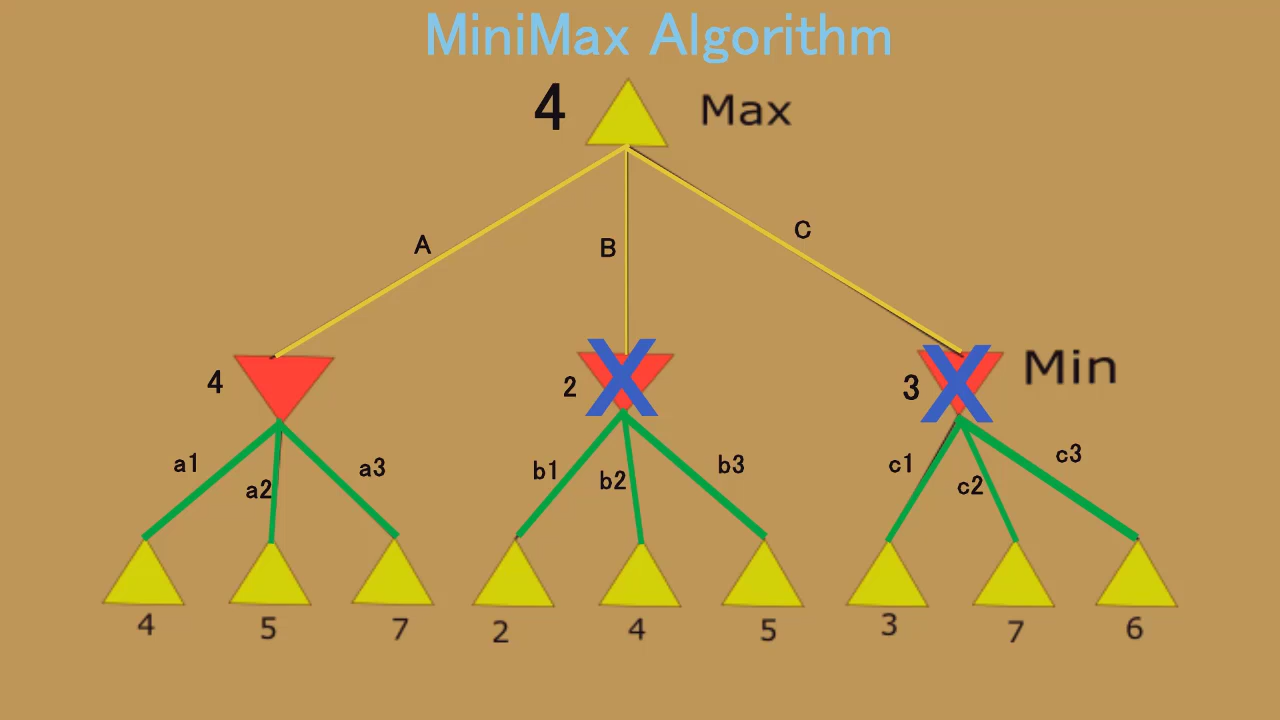 MiniMax Algorithm
4 Max
A B C
4 2 X 3 X Min
a1 a2 a3 b1 b2 b3 c1 c2 c3
4 5 7 2 4 5 3 7 6